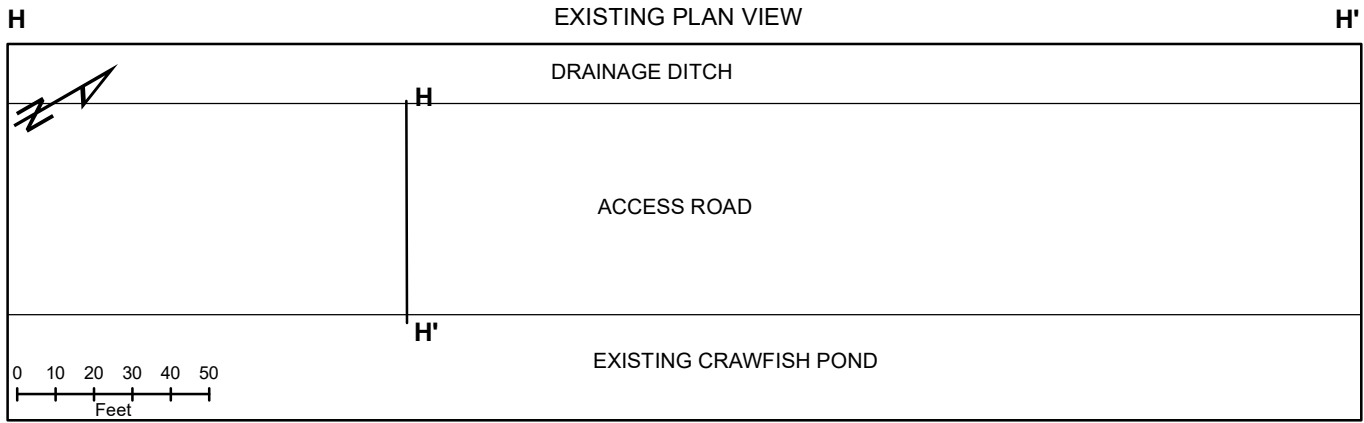 H EXISTING PLAN VIEW H'
DRAINAGE DITCH
N
H
ACCESS ROAD
H'
EXISTING CRAWFISH POND
0 10 20 30 40 50
Feet